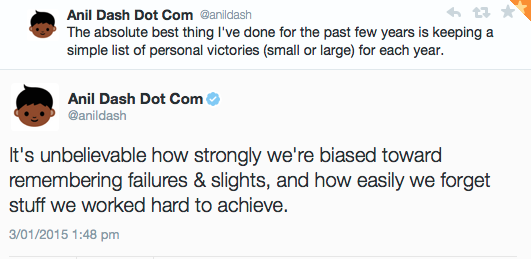 Anil Dash Dot Com @anildash
The absolute best thing I've done for the past few years is keeping a
simple list of personal victories (small or large) for each year.
Anil Dash Dot Com
@anildash
It's unbelievable how strongly we're biased toward
remembering failures & slights, and how easily we forget
stuff we worked hard to achieve.
3/01/2015 1:48 pm